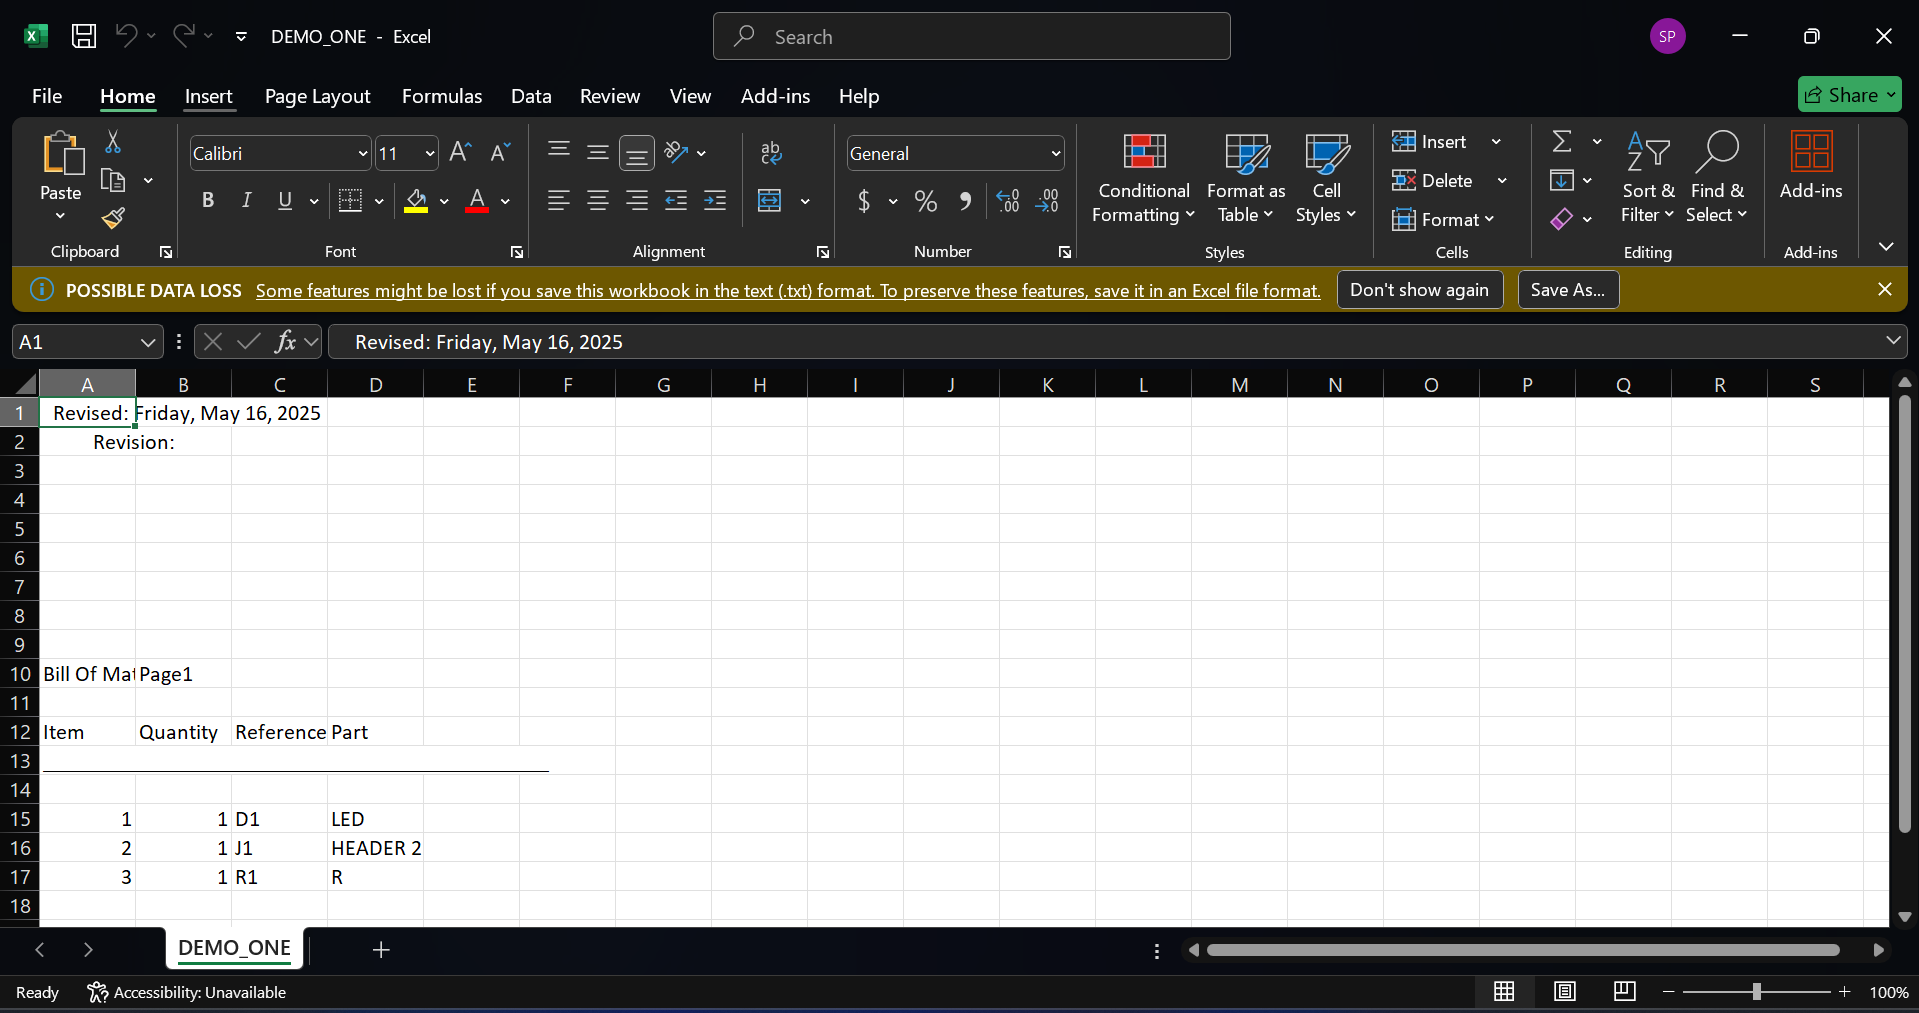 DEMO_ONE - Excel
Search
SP
File Home Insert Page Layout Formulas Data Review View Add-ins Help
Share
Paste
Clipboard
Calibri 11
B I U
Font
ab
Alignment
General
$ % 9
Number
Conditional Formatting
Format as Table
Cell Styles
Styles
Insert
Delete
Format
Cells
Sort & Filter
Find & Select
Editing
Add-ins
Add-ins
POSSIBLE DATA LOSS Some features might be lost if you save this workbook in the text (.txt) format. To preserve these features, save it in an Excel file format. Don't show again Save As...
A1 fx Revised: Friday, May 16, 2025
A B C D E F G H I J K L M N O P Q R S
1 Revised: Friday, May 16, 2025
2 Revision:
3
4
5
6
7
8
9
10 Bill Of Mat Page1
11
12 Item Quantity Reference Part
13 ______________________________________________
14
15 1 1 D1 LED
16 2 1 J1 HEADER 2
17 3 1 R1 R
18
DEMO_ONE
Ready Accessibility: Unavailable 100%